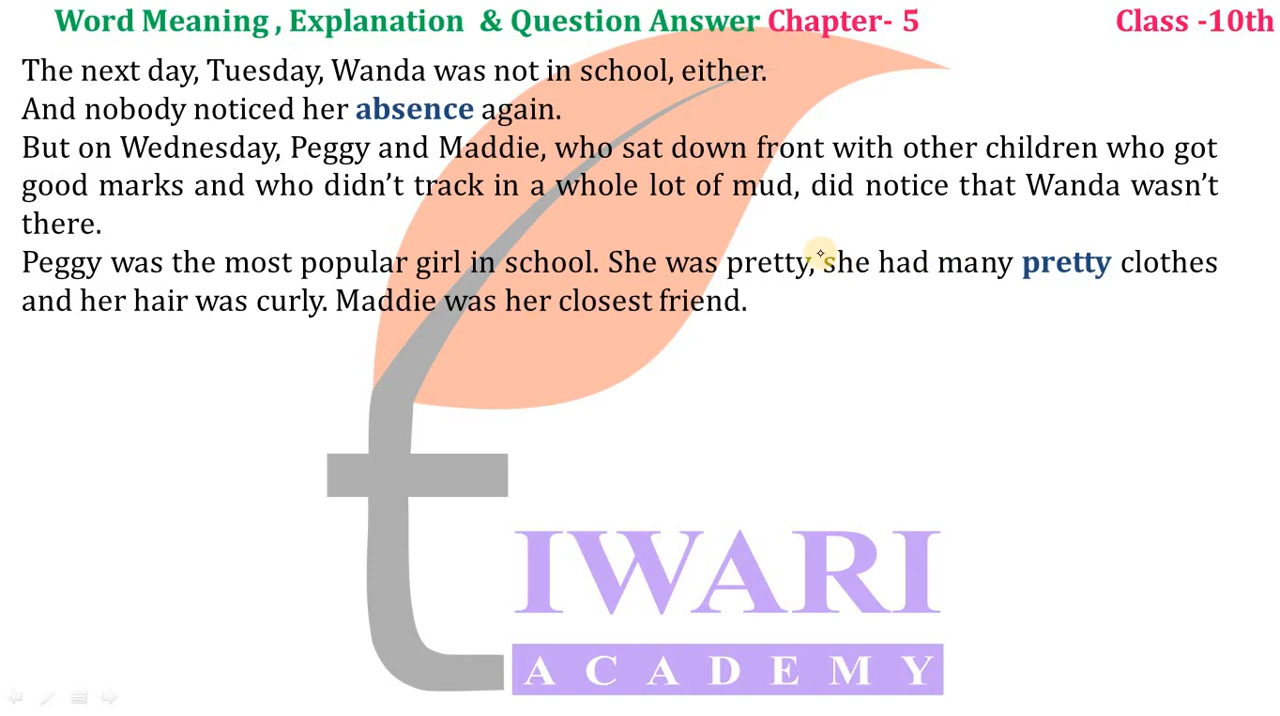 Word Meaning , Explanation & Question Answer Chapter- 5 Class -10th
The next day, Tuesday, Wanda was not in school, either.
And nobody noticed her absence again.
But on Wednesday, Peggy and Maddie, who sat down front with other children who got
good marks and who didn’t track in a whole lot of mud, did notice that Wanda wasn’t
there.
Peggy was the most popular girl in school. She was pretty, she had many pretty clothes
and her hair was curly. Maddie was her closest friend.
tIWARI
ACADEMY